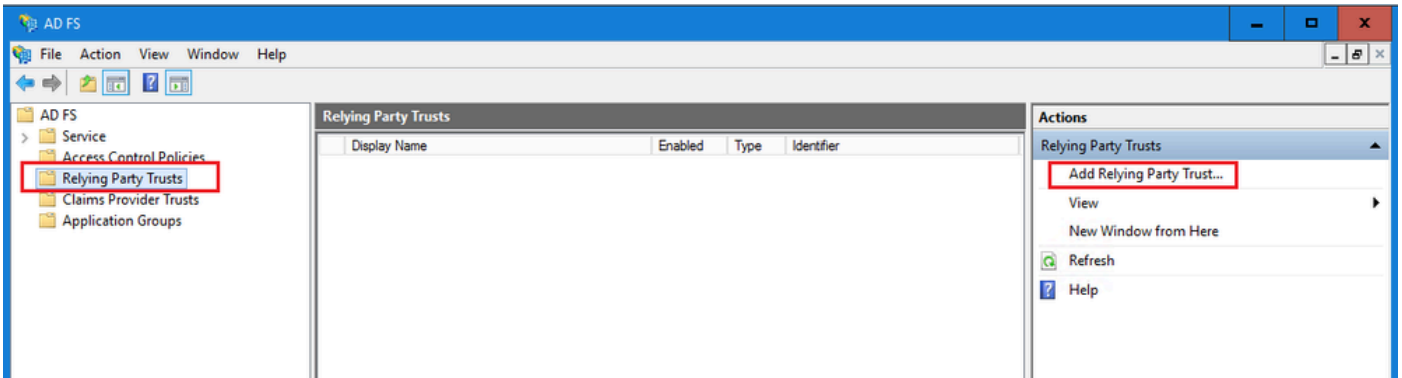 AD FS
File Action View Window Help
AD FS
Service
Access Control Policies
Relying Party Trusts
Claims Provider Trusts
Application Groups
Relying Party Trusts
Display Name Enabled Type Identifier
Actions
Relying Party Trusts
Add Relying Party Trust...
View
New Window from Here
Refresh
Help